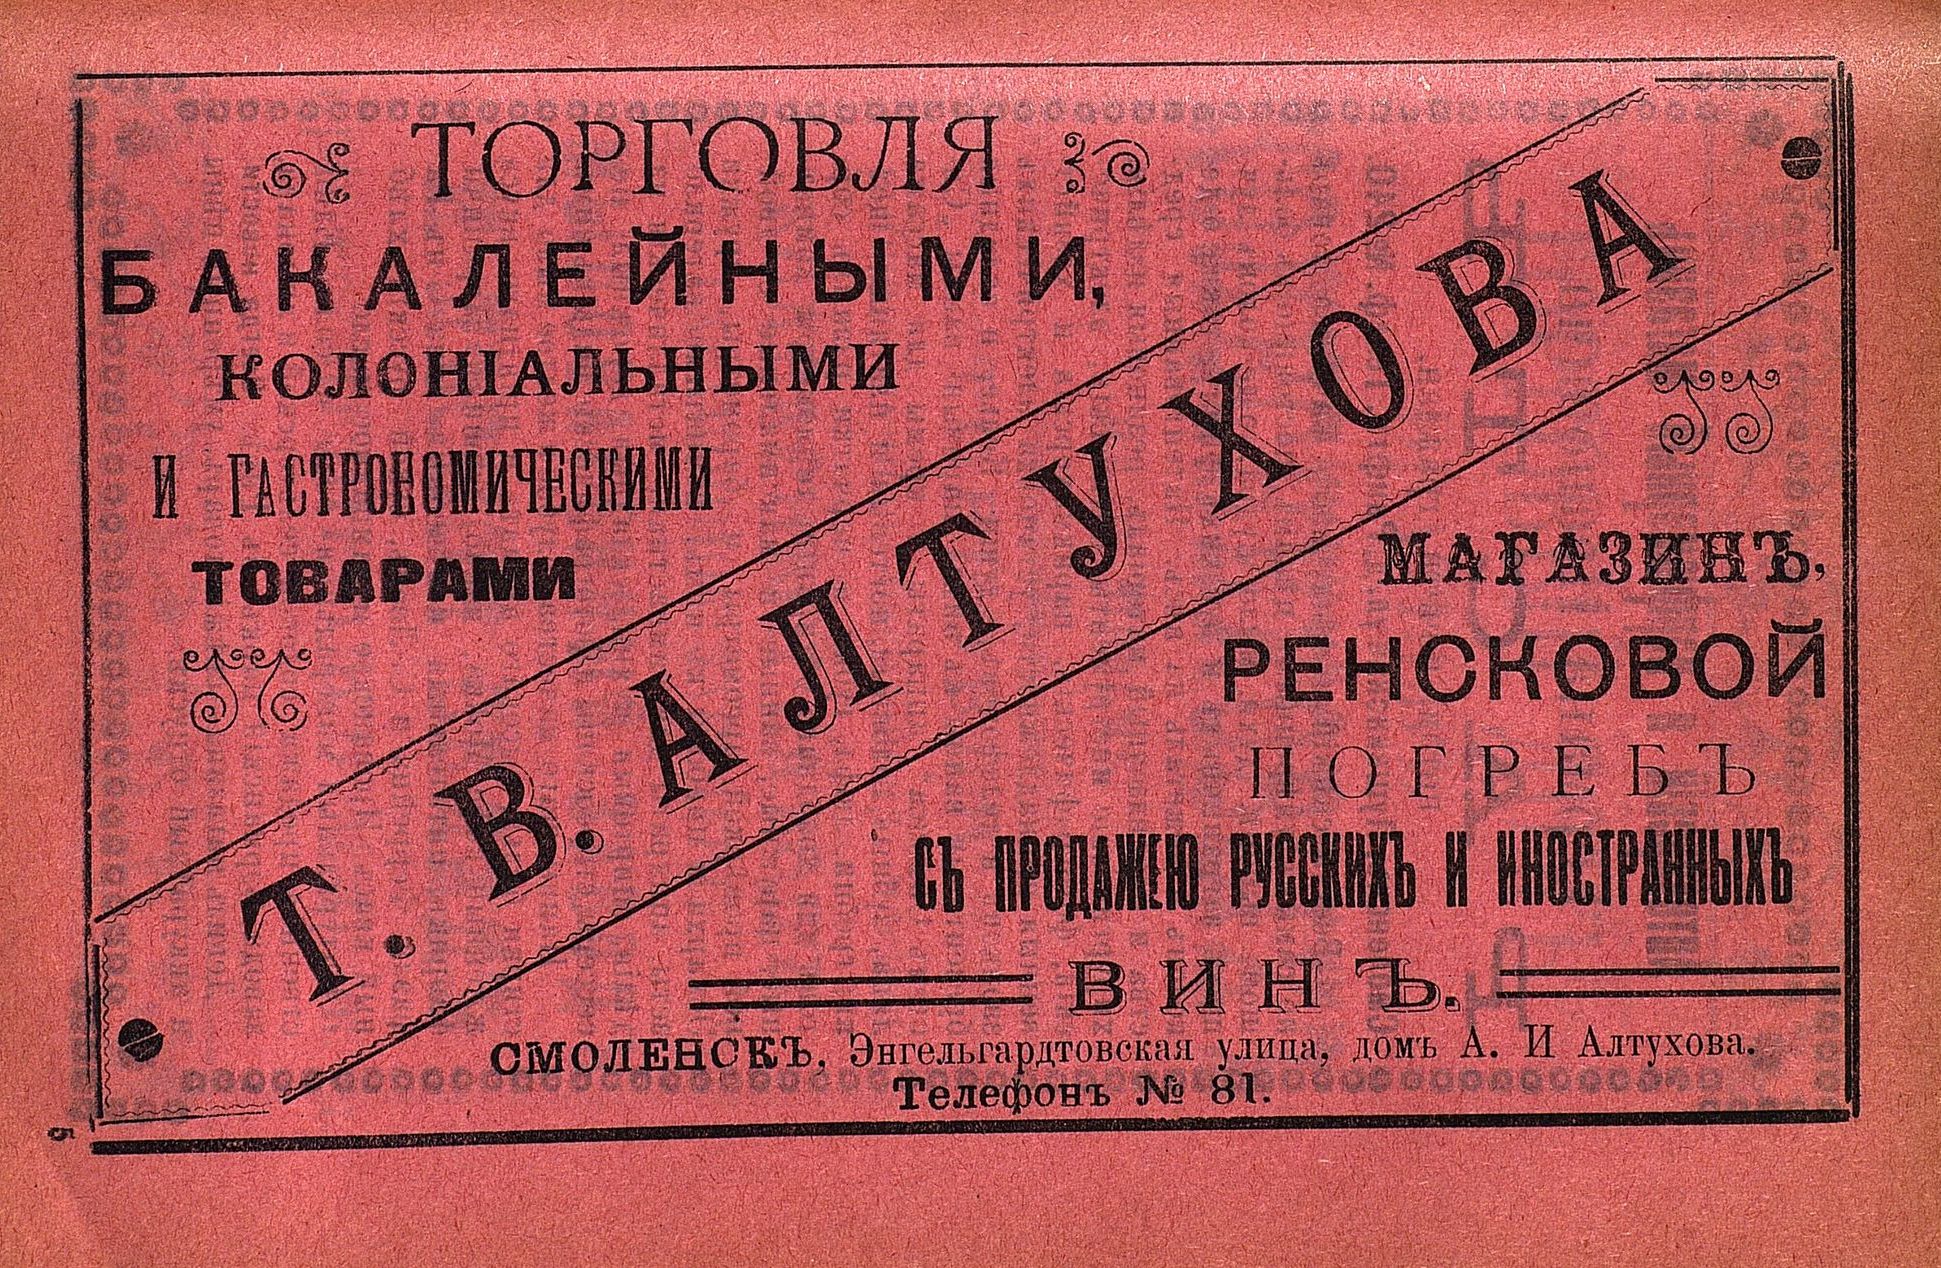 ТОРГОВЛЯ
БАКАЛЕЙНЫМИ,
КОЛОНІАЛЬНЫМИ
И ГАСТРОНОМИЧЕСКИМИ
ТОВАРАМИ
Т. В. АЛТУХОВА
МАГАЗИНЪ,
РЕНСКОВОЙ
ПОГРЕБЪ
СЪ ПРОДАЖЕЮ РУССКИХЪ И ИНОСТРАННЫХЪ
ВИНЪ.
СМОЛЕНСКЪ, Энгельгардтовская улица, домъ А. И Алтухова.
Телефонъ № 81.